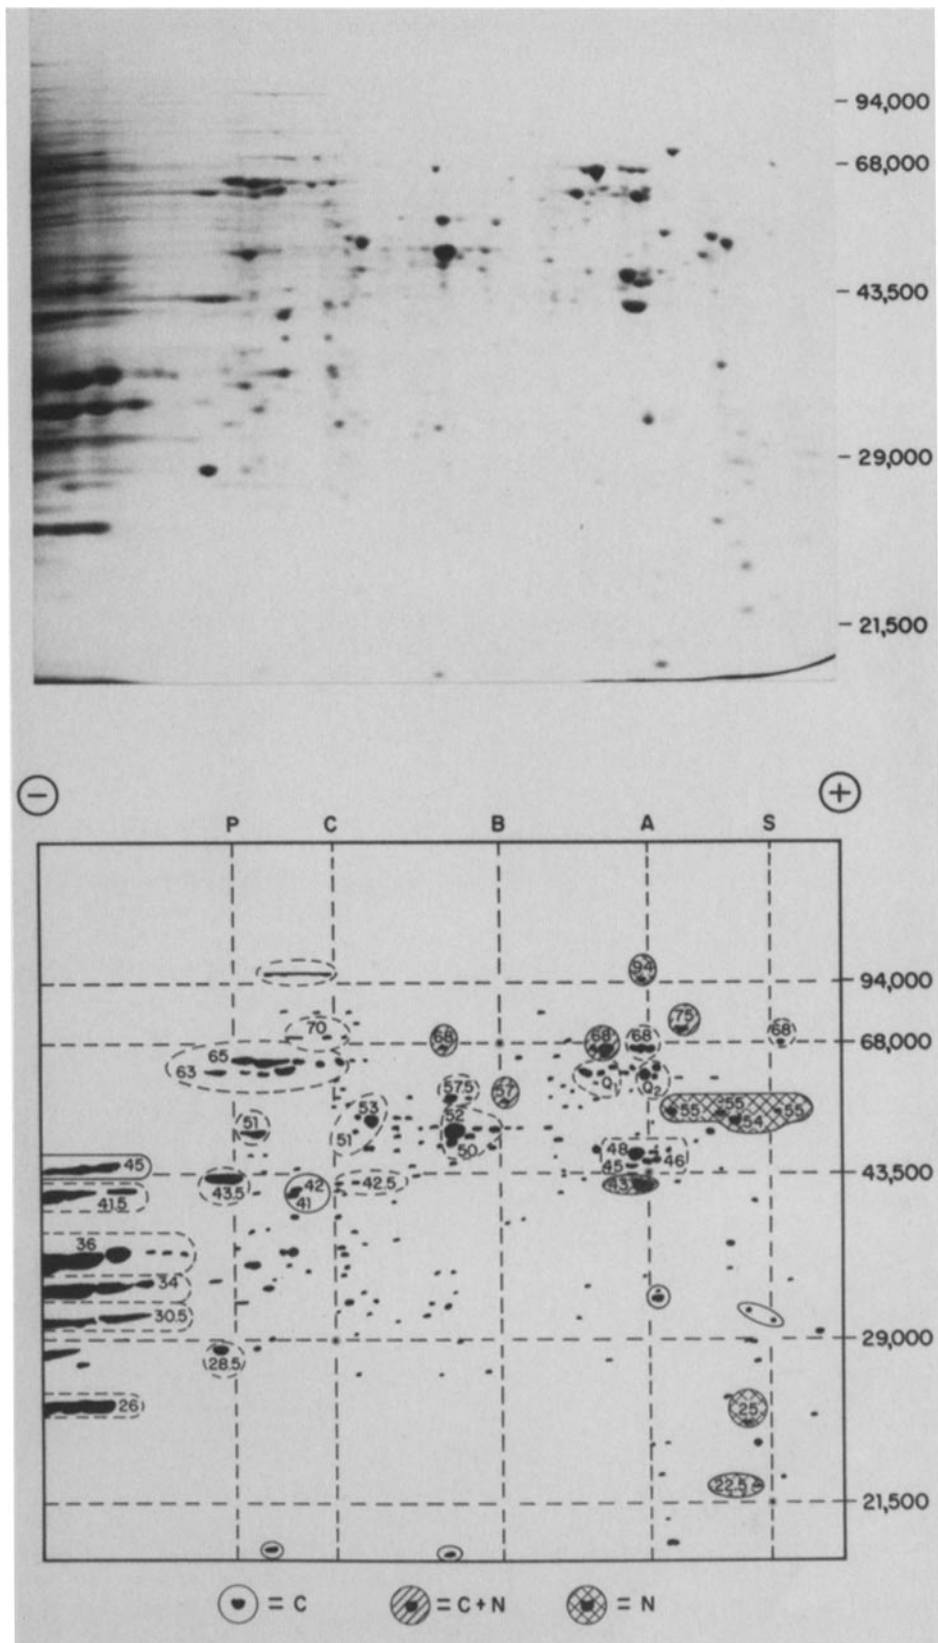 – 94,000
– 68,000
– 43,500
– 29,000
– 21,500
− +
P C B A S
94
94,000
70 68 68 68 75 68
68,000
65
63 Q1 Q2
57.5 57
53 52 55 55 55
51 51 54
50 48
45 45 46
43,500
43.5 42 42.5 43
41.5 41
36
34
30.5
29,000
28.5
26 25
22.5
21,500
= C = C + N = N